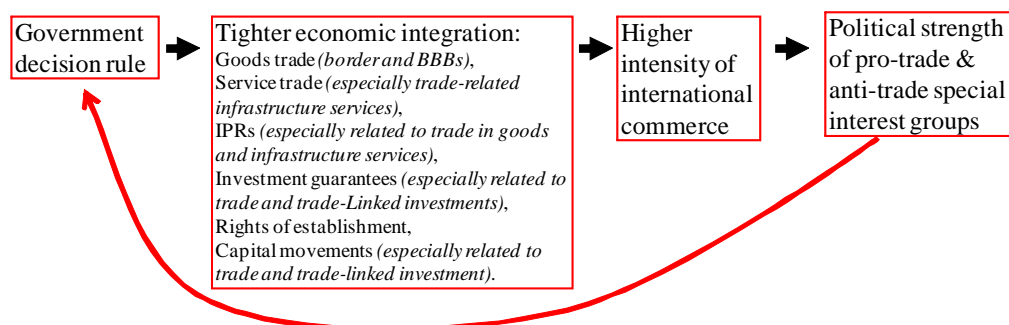 Government
decision rule
Tighter economic integration:
Goods trade (border and BBBs),
Service trade (especially trade-related
infrastructure services),
IPRs (especially related to trade in goods
and infrastructure services),
Investment guarantees (especially related to
trade and trade-Linked investments),
Rights of establishment,
Capital movements (especially related to
trade and trade-linked investment).
Higher
intensity of
international
commerce
Political strength
of pro-trade &
anti-trade special
interest groups